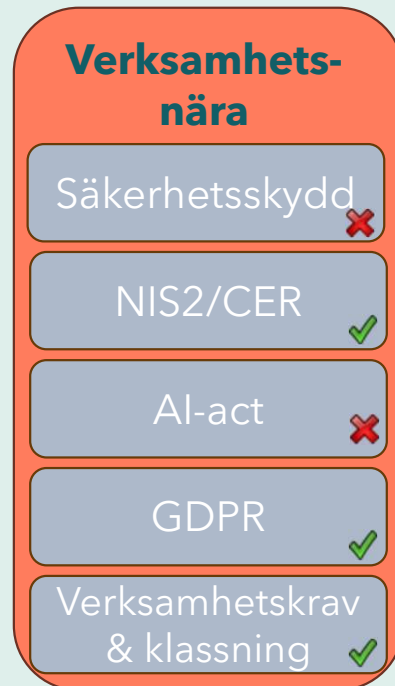 Verksamhets-
nära
Säkerhetsskydd
NIS2/CER
AI-act
GDPR
Verksamhetskrav
& klassning